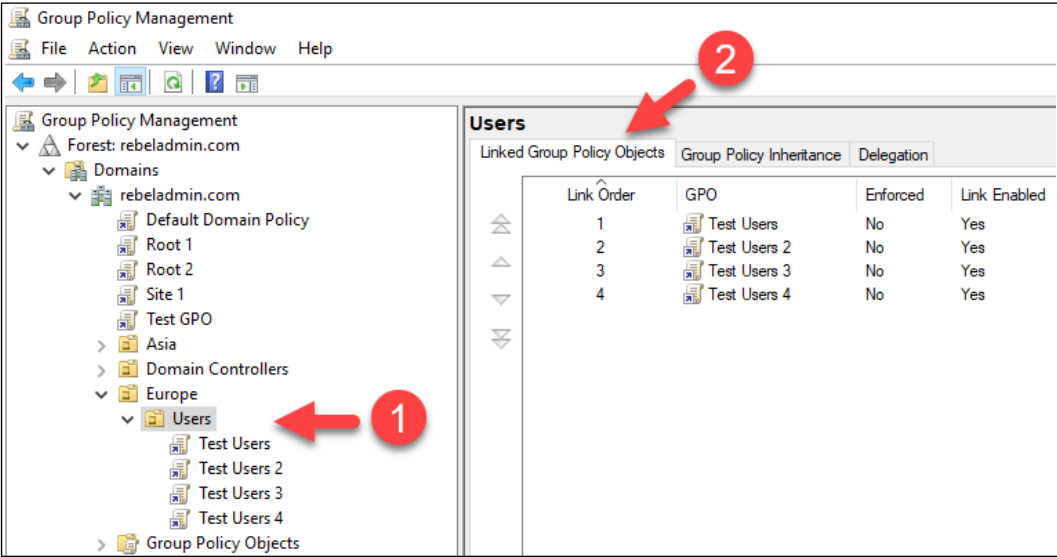 Group Policy Management
File Action View Window Help
2
Group Policy Management
Forest: rebeladmin.com
Domains
rebeladmin.com
Default Domain Policy
Root 1
Root 2
Site 1
Test GPO
Asia
Domain Controllers
Europe
Users
1
Test Users
Test Users 2
Test Users 3
Test Users 4
Group Policy Objects
Users
Linked Group Policy Objects Group Policy Inheritance Delegation
Link Order GPO Enforced Link Enabled
1 Test Users No Yes
2 Test Users 2 No Yes
3 Test Users 3 No Yes
4 Test Users 4 No Yes